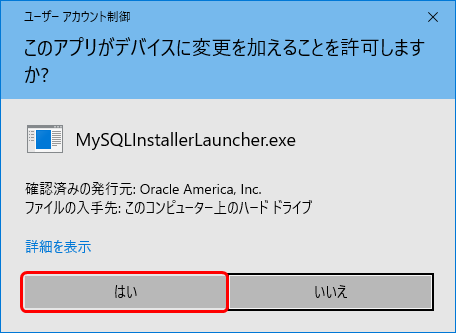 ユーザー アカウント制御
このアプリがデバイスに変更を加えることを許可します
か?
MySQLInstallerLauncher.exe
確認済みの発行元: Oracle America, Inc.
ファイルの入手先: このコンピューター上のハード ドライブ
詳細を表示
はい
いいえ